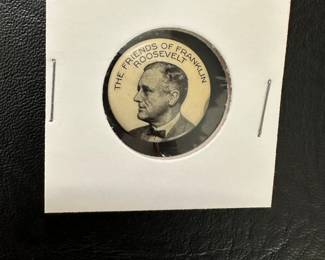 THE FRIENDS OF FRANKLIN
ROOSEVELT